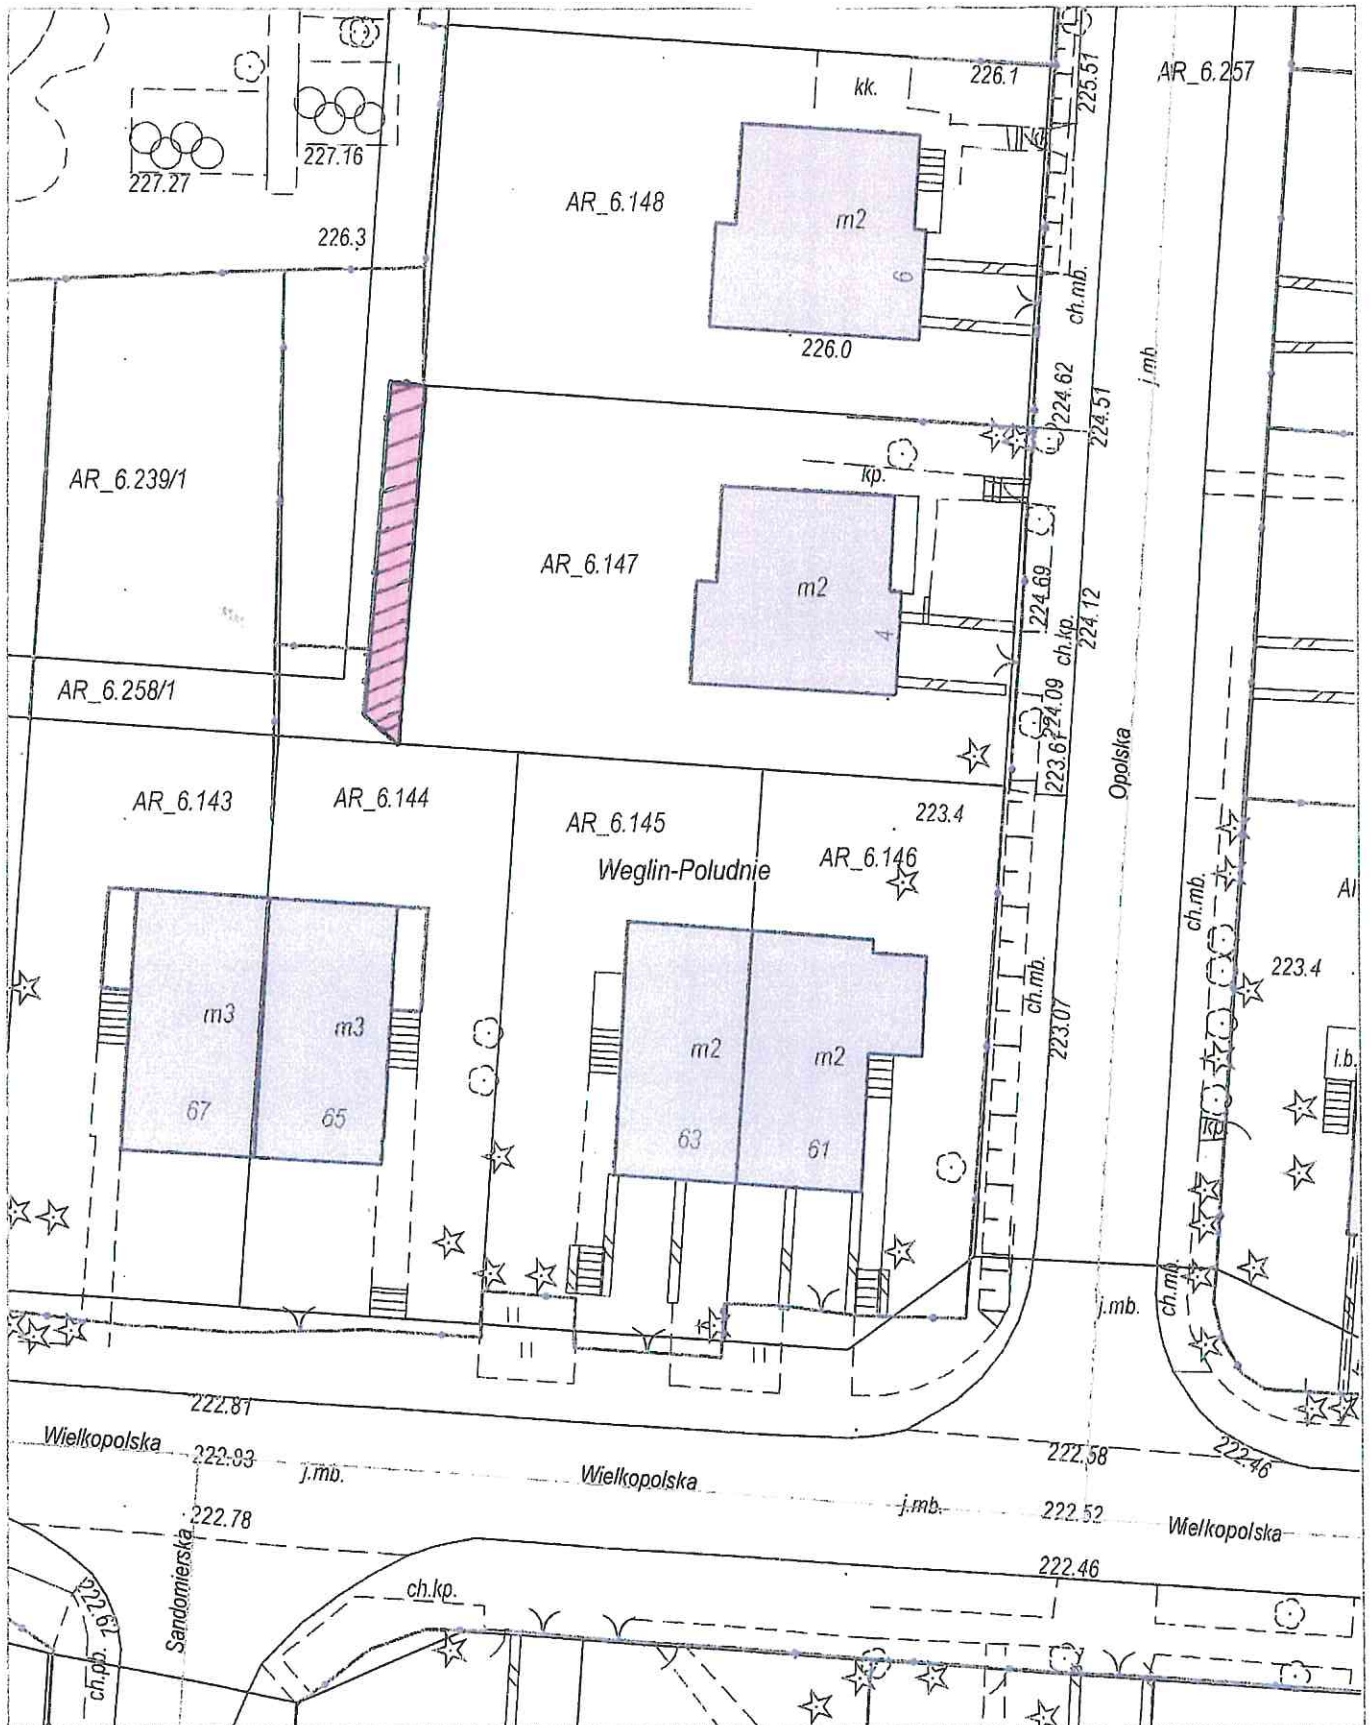 226.1
225.51
AR_6.257
kk.
227.16
227.27
AR_6.148
m2
226.3
6
ch.mb.
226.0
j.mb
224.62
224.51
AR_6.239/1
kp.
AR_6.147
m2
224.69
ch.kp.
224.12
4
AR_6.258/1
224.09
223.61
Opolska
AR_6.143
AR_6.144
AR_6.145
223.4
AR_6.146
Weglin-Poludnie
ch.mb.
ch.mb.
223.4
223.07
m3
m3
m2
m2
i.b.
67
65
63
61
ch.mb.
j.mb.
222.81
Wielkopolska
222.83
j.mb.
Wielkopolska
222.58
222.46
j.mb.
222.52
Wielkopolska
222.78
Sandomierska
222.46
ch.kp.
222.62
ch.pb.